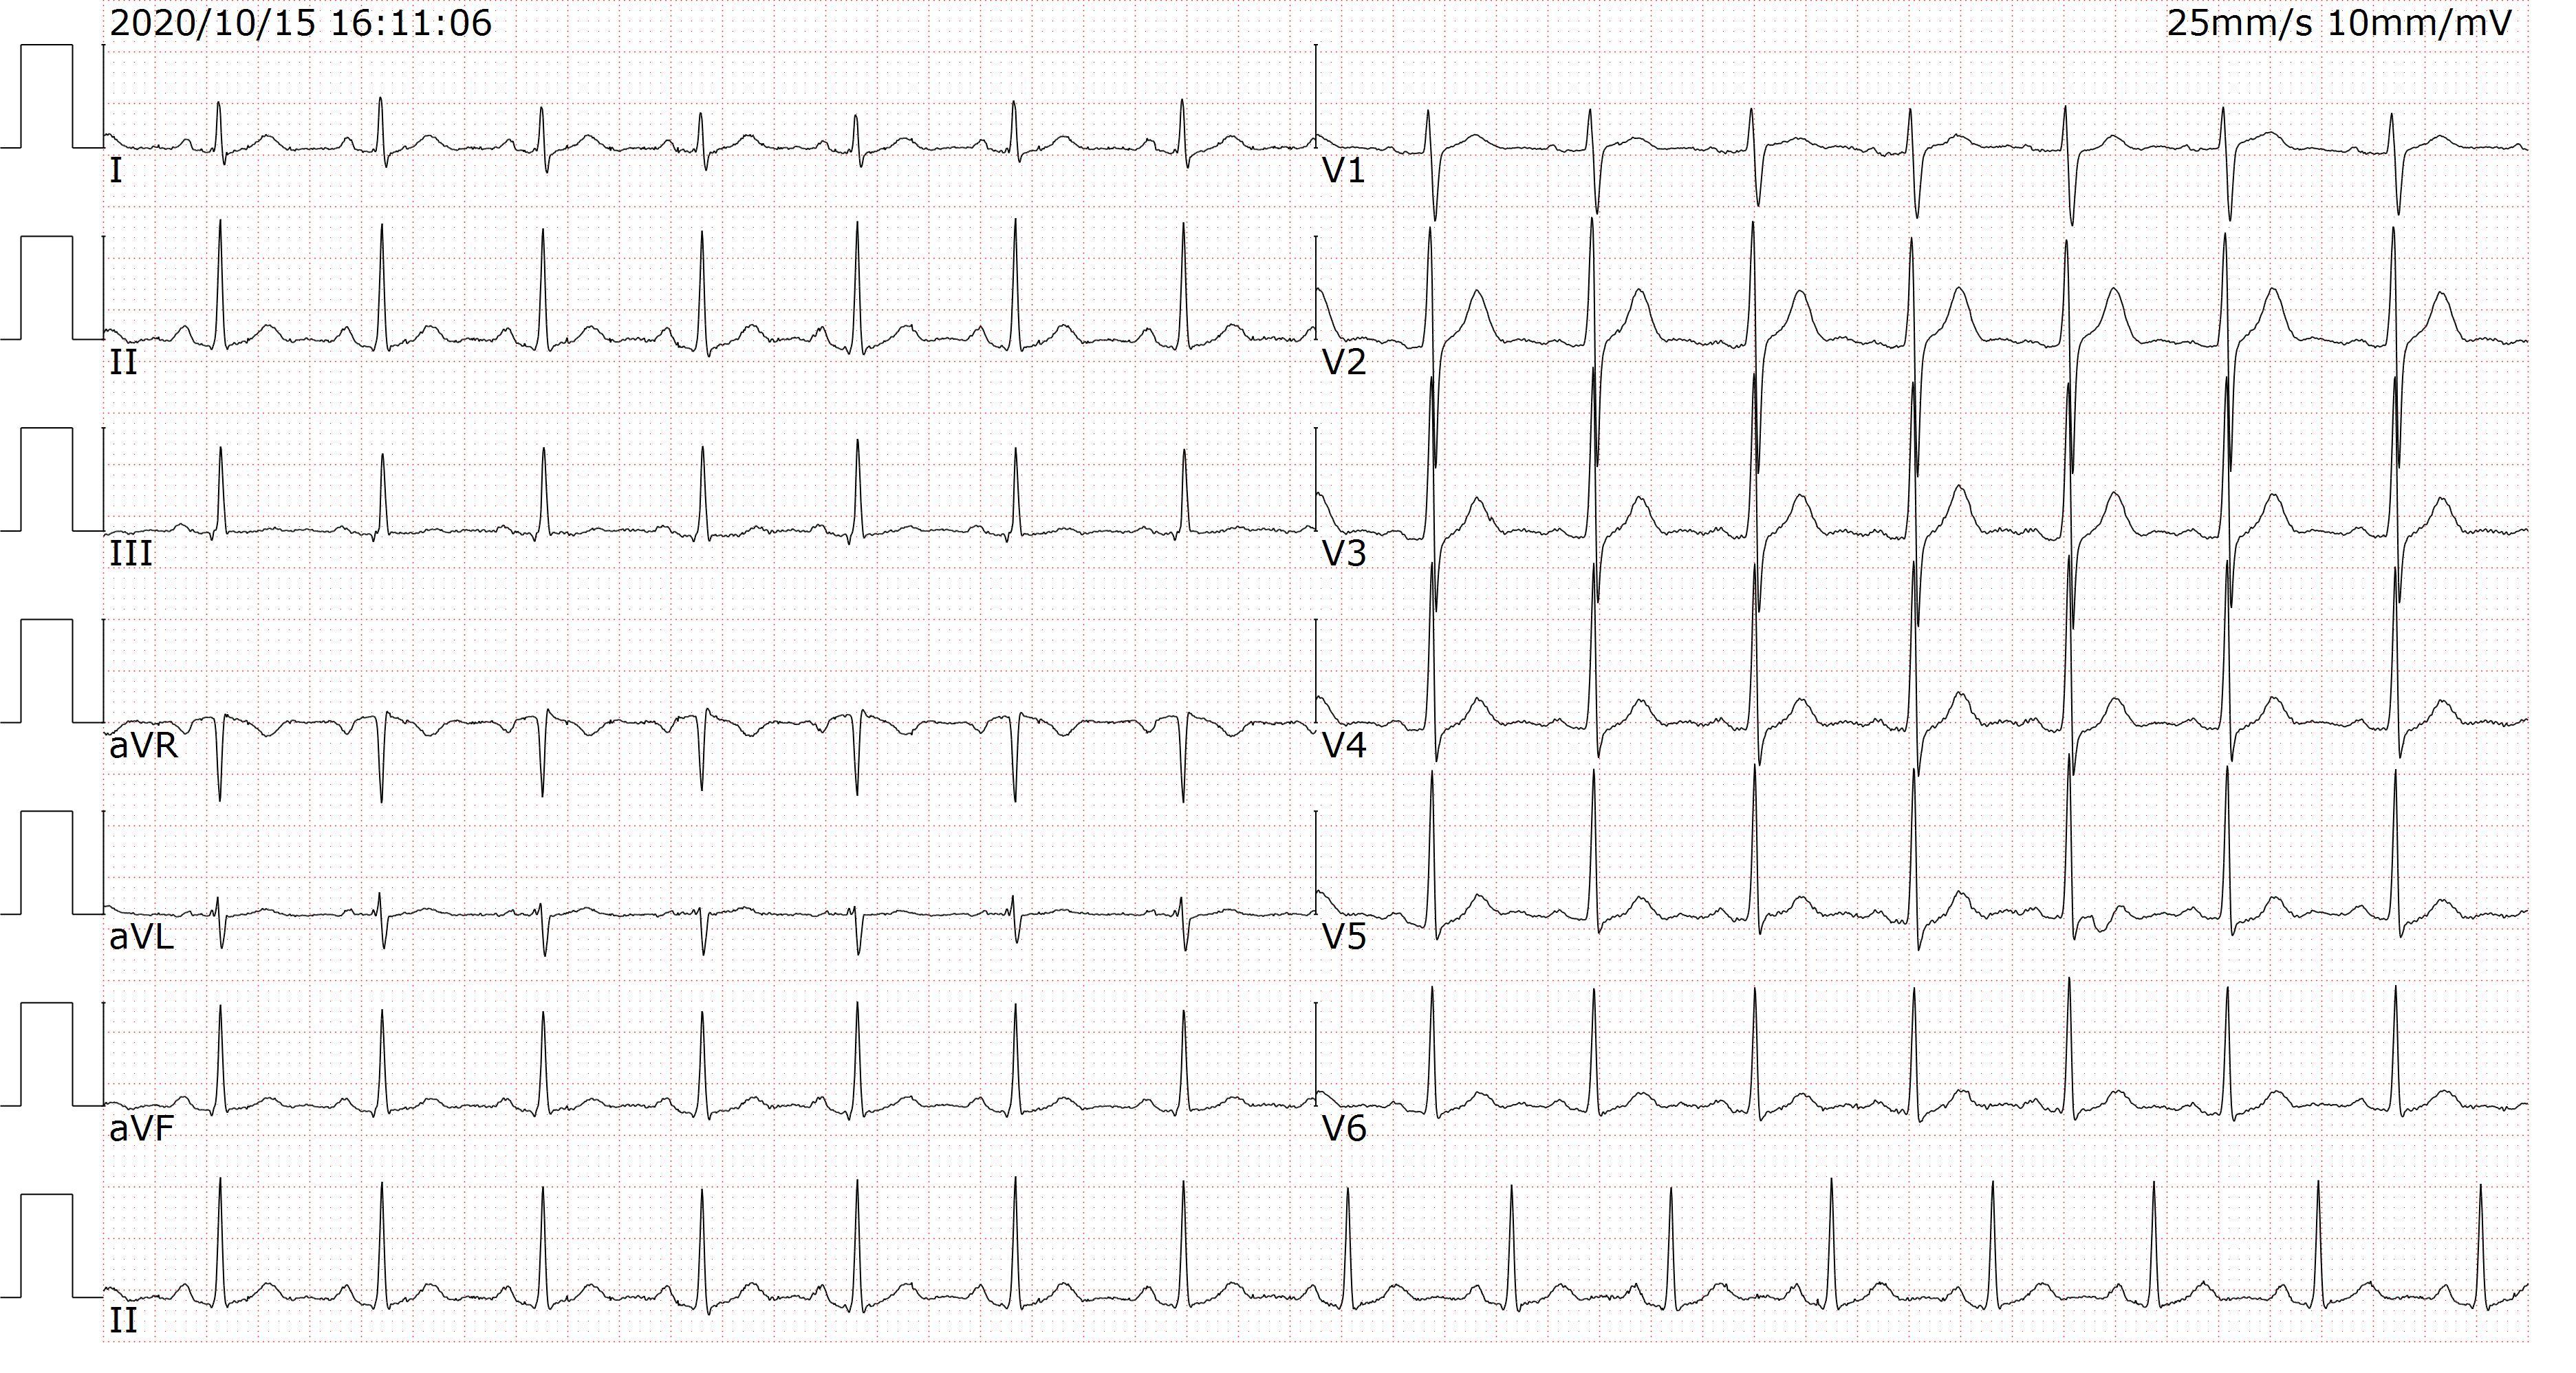 2020/10/15 16:11:06 25mm/s 10mm/mV
I V1
II V2
III V3
aVR V4
aVL V5
aVF V6
II